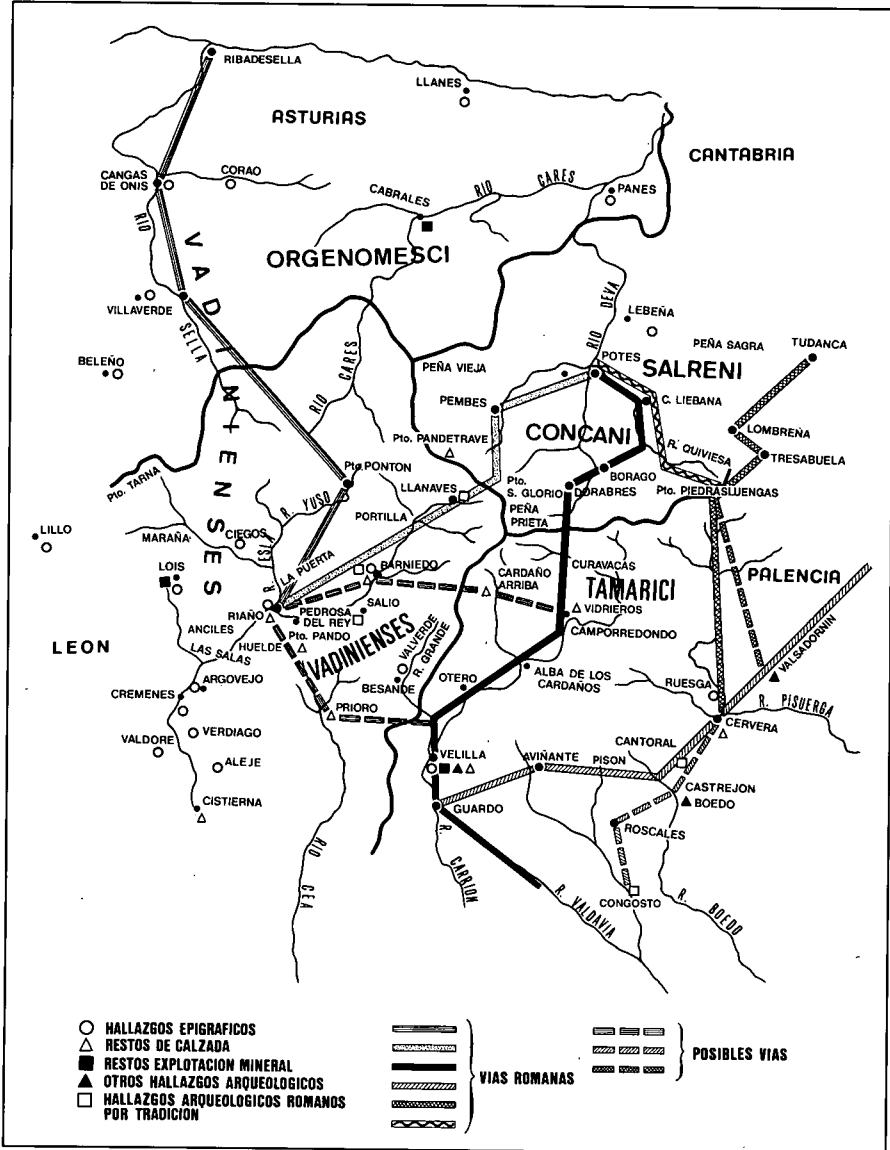 RIBADESELLA
LLANES
ASTURIAS
CANTABRIA
CANGAS
DE ONIS
CORAO
CABRALES
RIO CARES
PANES
RIO
SELLA
VADINIENSES
ORGENOMESCI
VILLAVERDE
RIO DEVA
LEBEÑA
PEÑA SAGRA
TUDANCA
BELEÑO
RIO CARES
PEÑA VIEJA
POTES
SALRENI
PEMBES
C. LIEBANA
LOMBREÑA
Pto. PANDETRAVE
CONCANI
R. QUIVIESA
TRESABUELA
Pto. TARNA
Pto. PONTON
BORAGO
LLANAVES
Pto.
S. GLORIO
DORABRES
Pto. PIEDRASLUENGAS
R. YUSO
PORTILLA
PEÑA
PRIETA
LILLO
MARAÑA
CIEGOS
R. ESLA
LA PUERTA
BARNIEDO
CURAVACAS
LOIS
CARDAÑO
ARRIBA
TAMARICI
PALENCIA
RIAÑO
PEDROSA
DEL REY
SALIO
VIDRIEROS
ANCILES
HUELDE
Pto. PANDO
VADINIENSES
CAMPORREDONDO
LEON
LAS SALAS
VALVERDE
R. GRANDE
VALSADORNIN
ARGOVEJO
BESANDE
OTERO
ALBA DE LOS
CARDAÑOS
RUESGA
R. PISUERGA
CREMENES
PRIORO
CERVERA
VERDIAGO
VALDORE
VELILLA
AVIÑANTE
PISON
CANTORAL
ALEJE
CASTREJON
BOEDO
CISTIERNA
GUARDO
ROSCALES
RIO CEA
R. CARRION
R. VALDAVIA
CONGOSTO
R. BOEDO
HALLAZGOS EPIGRAFICOS
RESTOS DE CALZADA
RESTOS EXPLOTACION MINERAL
OTROS HALLAZGOS ARQUEOLOGICOS
HALLAZGOS ARQUEOLOGICOS ROMANOS
POR TRADICION
VIAS ROMANAS
POSIBLES VIAS